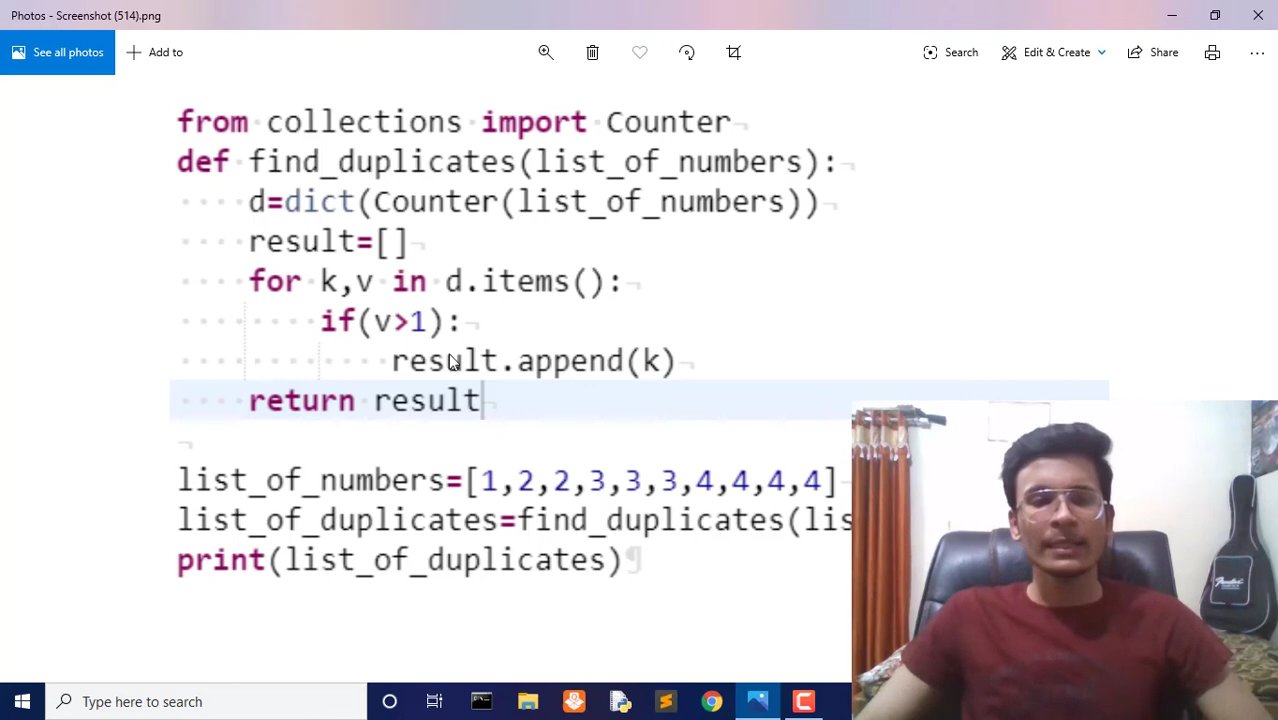 Photos - Screenshot (514).png
See all photos
Add to
Search
Edit & Create
Share
from collections import Counter
def find_duplicates(list_of_numbers):
d=dict(Counter(list_of_numbers))
result=[]
for k,v in d.items():
if(v>1):
result.append(k)
return result
list_of_numbers=[1,2,2,3,3,3,4,4,4,4]
list_of_duplicates=find_duplicates(lis
print(list_of_duplicates)
Fender
Type here to search